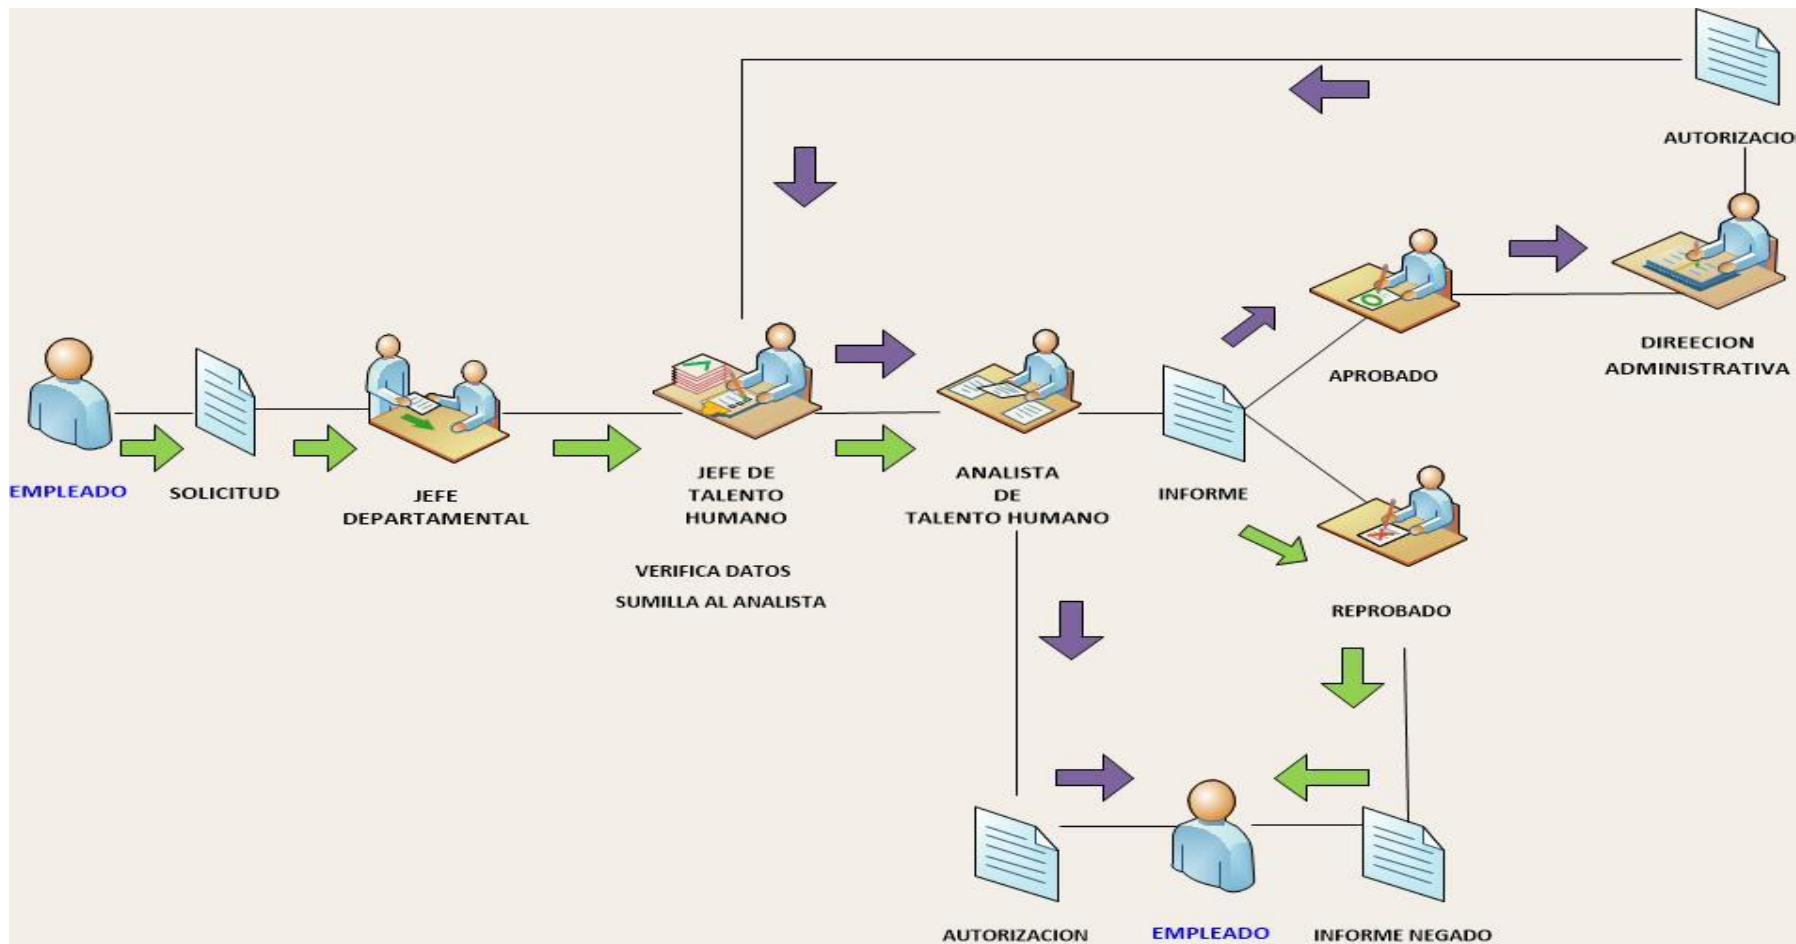 AUTORIZACIO
DIREECION
ADMINISTRATIVA
APROBADO
EMPLEADO
SOLICITUD
JEFE
DEPARTAMENTAL
JEFE DE
TALENTO
HUMANO
VERIFICA DATOS
SUMILLA AL ANALISTA
ANALISTA
DE
TALENTO HUMANO
INFORME
REPROBADO
AUTORIZACION
EMPLEADO
INFORME NEGADO